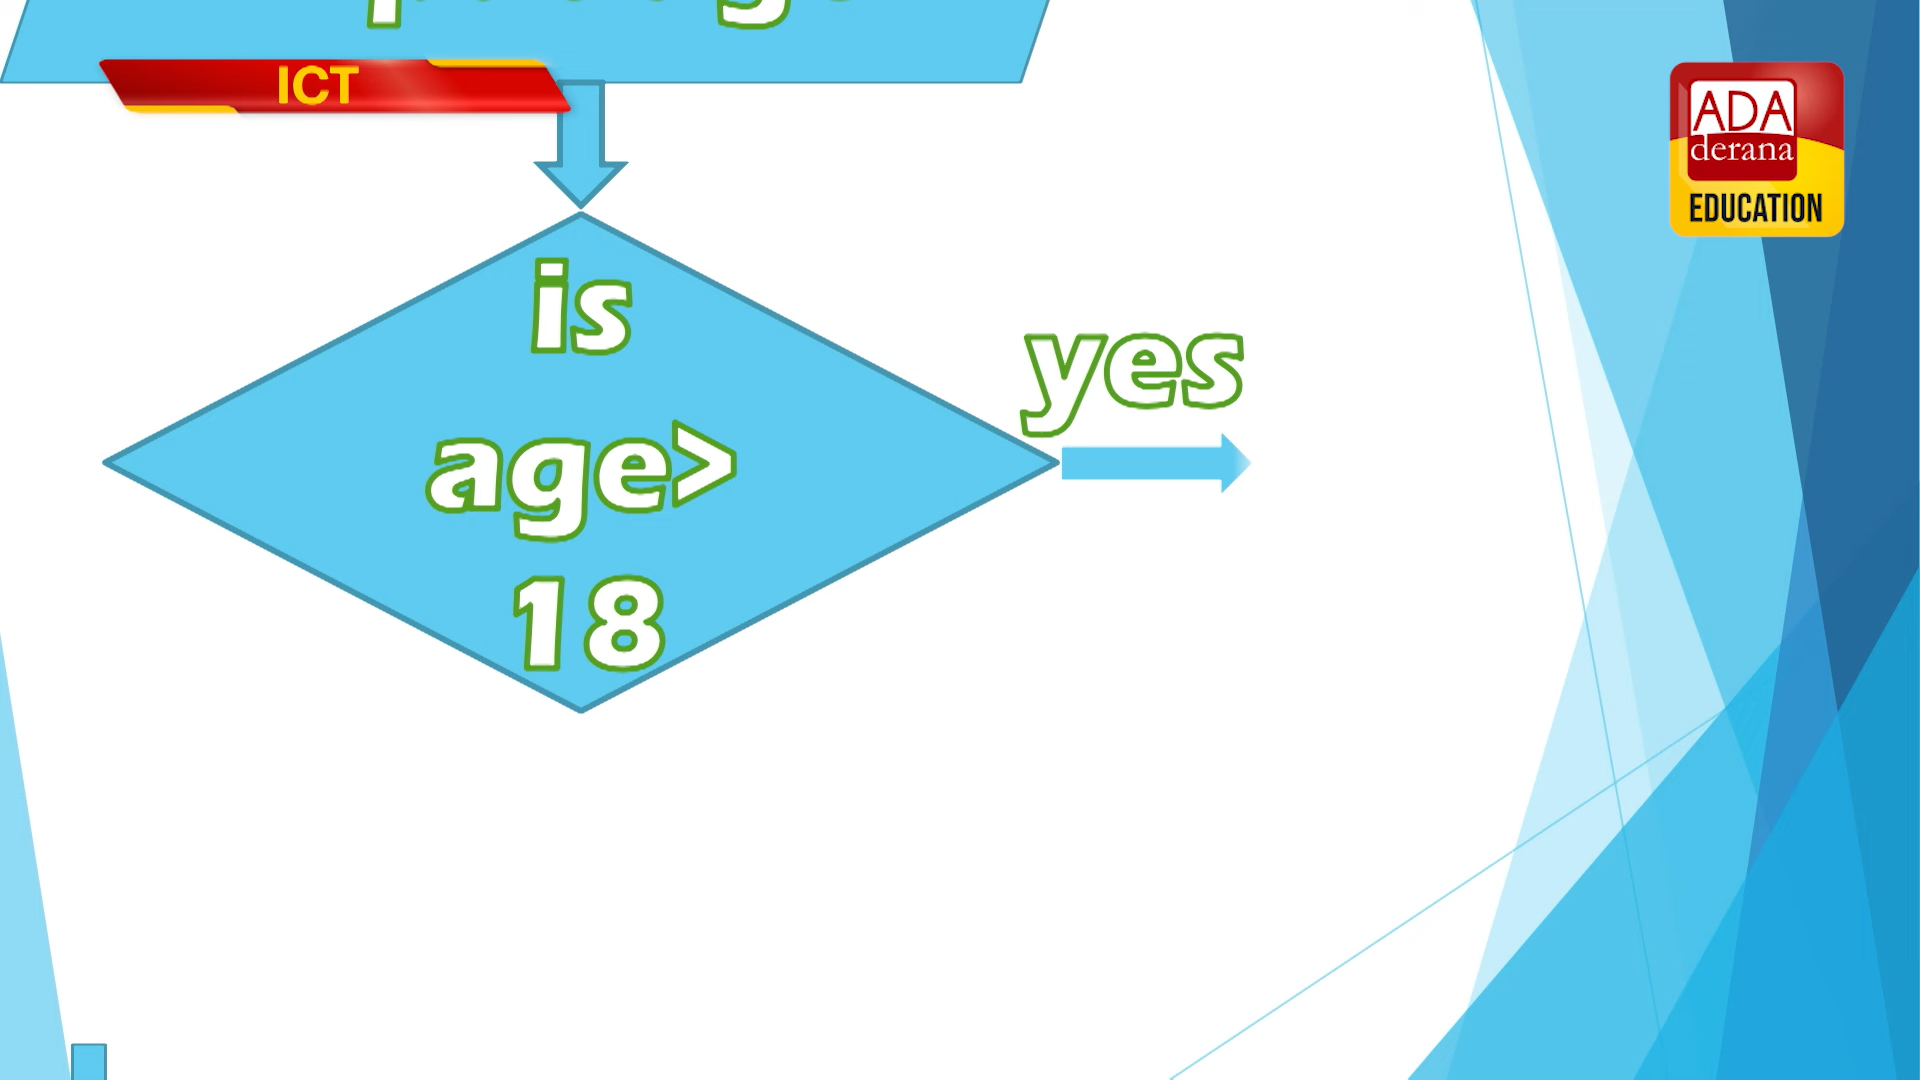 ICT
ADA
derana
EDUCATION
is
age>
18
yes